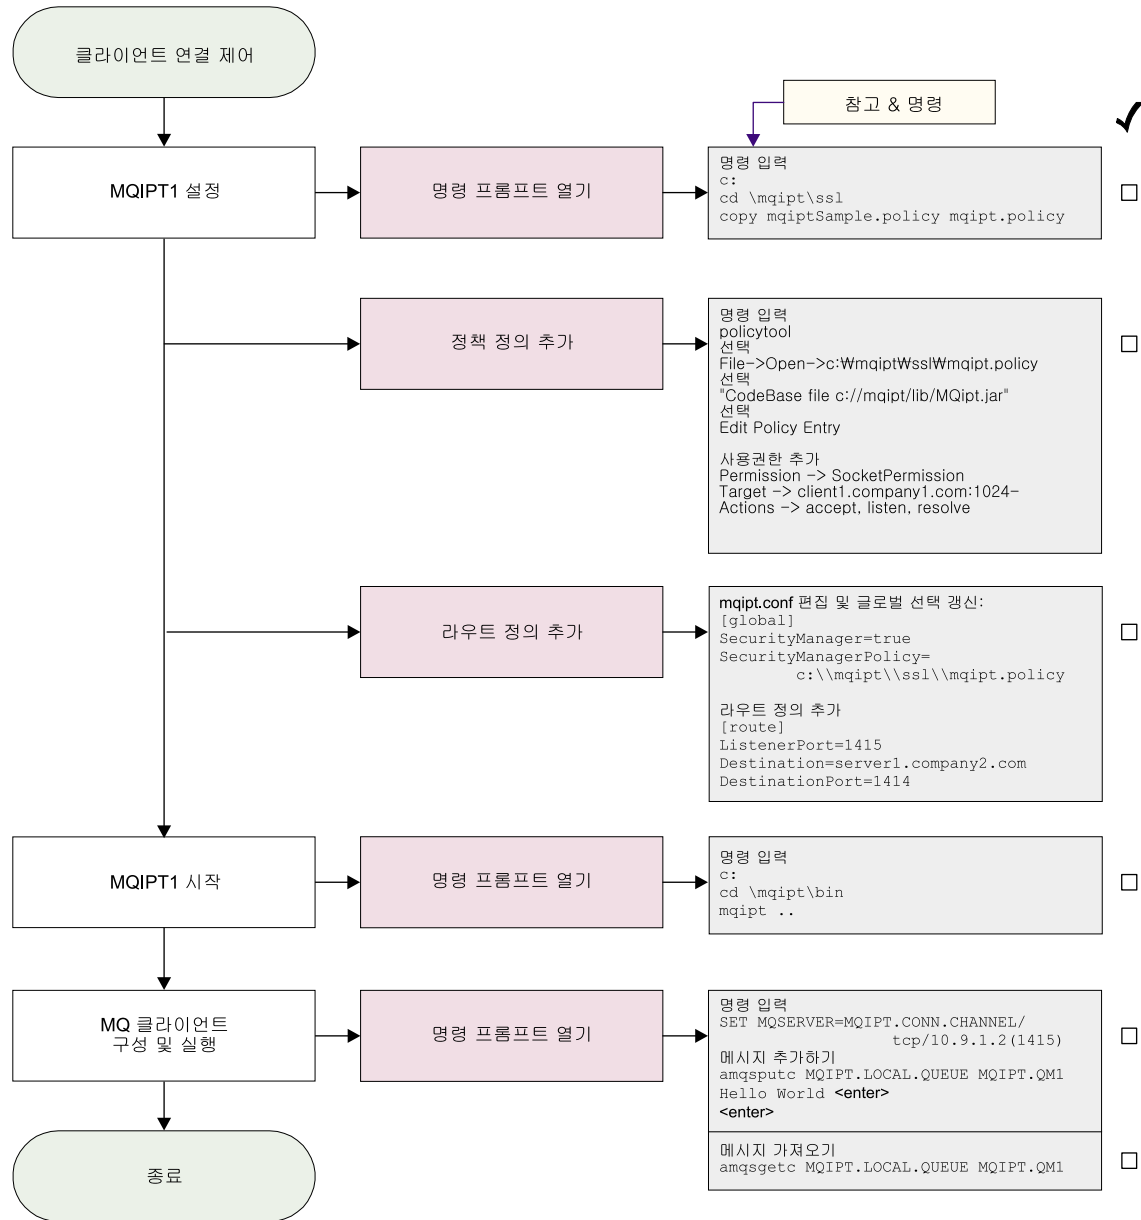 클라이언트 연결 제어
참고 & 명령
MQIPT1 설정
명령 프롬프트 열기
명령 입력
c:
cd \mqipt\ssl
copy mqiptSample.policy mqipt.policy
정책 정의 추가
명령 입력
policytool
선택
File->Open->c:₩mqipt₩ssl₩mqipt.policy
선택
"CodeBase file c://mqipt/lib/MQipt.jar"
선택
Edit Policy Entry
사용권한 추가
Permission -> SocketPermission
Target -> client1.company1.com:1024-
Actions -> accept, listen, resolve
라우트 정의 추가
mqipt.conf 편집 및 글로벌 선택 갱신:
[global]
SecurityManager=true
SecurityManagerPolicy=
c:\\mqipt\\ssl\\mqipt.policy
라우트 정의 추가
[route]
ListenerPort=1415
Destination=server1.company2.com
DestinationPort=1414
MQIPT1 시작
명령 프롬프트 열기
명령 입력
c:
cd \mqipt\bin
mqipt ..
MQ 클라이언트
구성 및 실행
명령 프롬프트 열기
명령 입력
SET MQSERVER=MQIPT.CONN.CHANNEL/
tcp/10.9.1.2(1415)
메시지 추가하기
amqsputc MQIPT.LOCAL.QUEUE MQIPT.QM1
Hello World <enter>
<enter>
메시지 가져오기
amqsgetc MQIPT.LOCAL.QUEUE MQIPT.QM1
종료